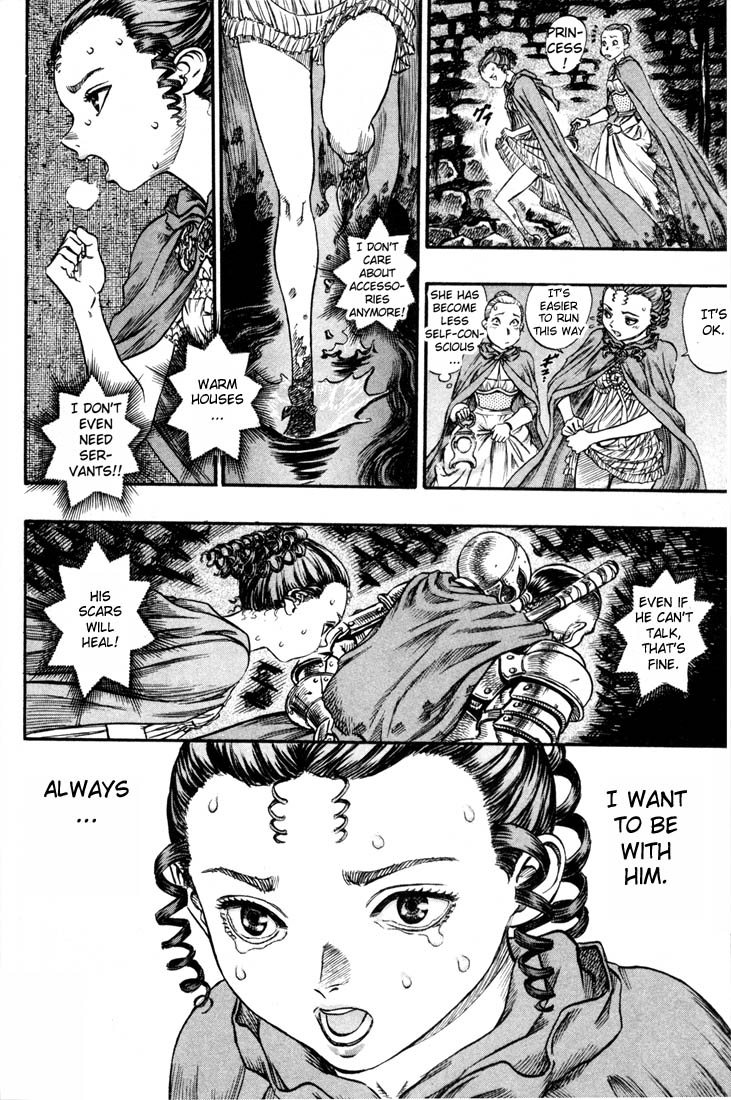 PRIN-
CESS
!
グイ
IT'S
OK.
IT'S
EASIER
TO RUN
THIS WAY
SHE HAS
BECOME
LESS
SELF-CON-
SCIOUS...
...
I DON'T
CARE
ABOUT
ACCESSO-
RIES
ANYMORE!
WARM
HOUSES
...
I DON'T
EVEN
NEED
SER-
VANTS!!
EVEN IF
HE CAN'T
TALK,
THAT'S
FINE.
HIS
SCARS
WILL
HEAL!
I WANT
TO BE
WITH
HIM.
ALWAYS
...